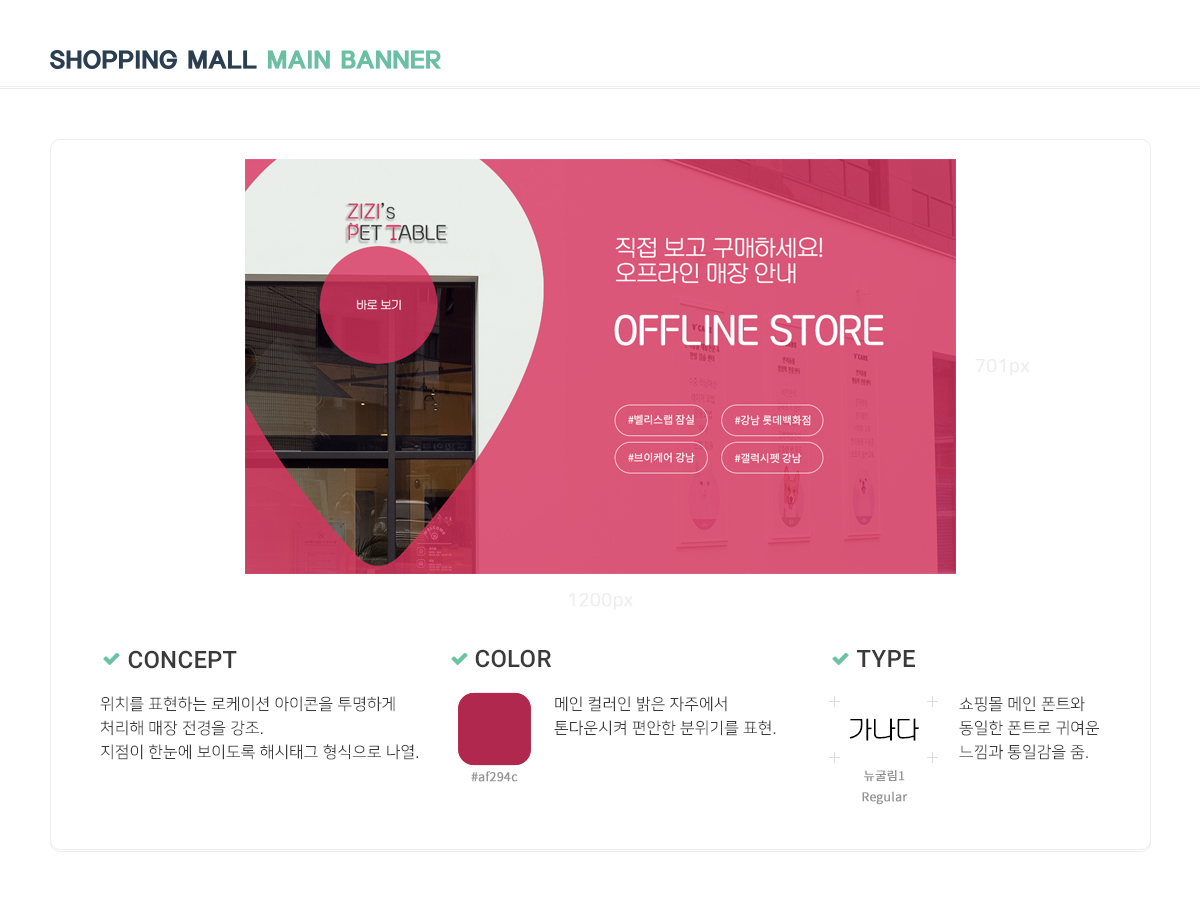 SHOPPING MALL MAIN BANNER
ZIZI's
PET TABLE
바로 보기
직접 보고 구매하세요!
오프라인 매장 안내
OFFLINE STORE
#벨리스랩 잠실
#강남 롯데백화점
#브이케어 강남
#갤럭시펫 강남
701px
1200px
CONCEPT
위치를 표현하는 로케이션 아이콘을 투명하게
처리해 매장 전경을 강조.
지점이 한눈에 보이도록 해시태그 형식으로 나열.
COLOR
#af294c
메인 컬러인 밝은 자주에서
톤다운시켜 편안한 분위기를 표현.
TYPE
가나다
뉴굴림1
Regular
쇼핑몰 메인 폰트와
동일한 폰트로 귀여운
느낌과 통일감을 줌.